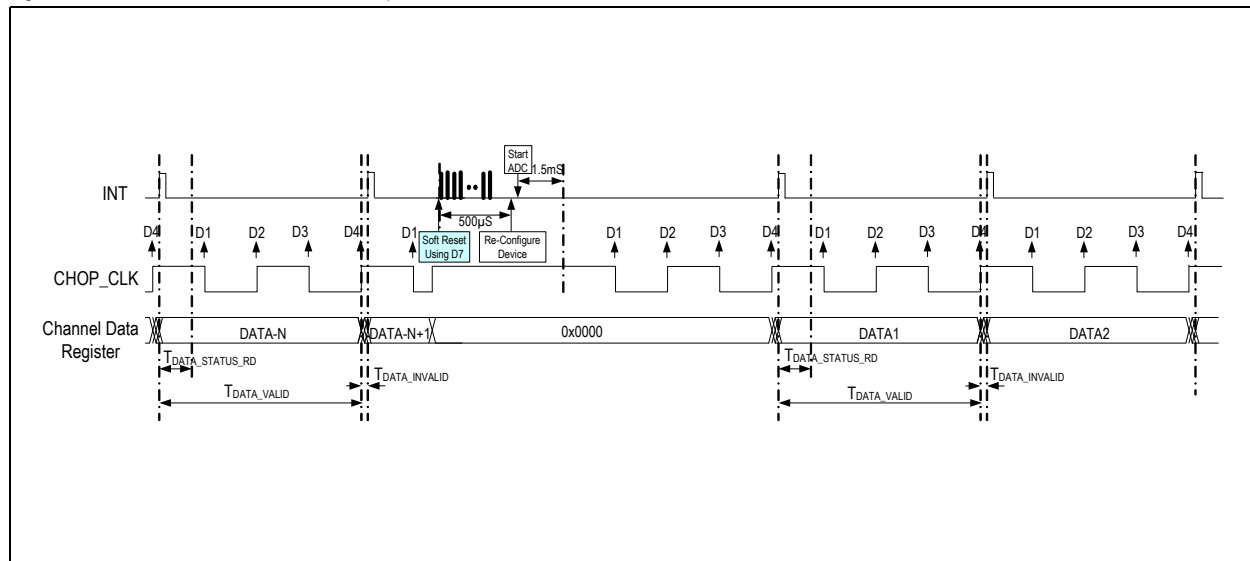 Start
ADC
1.5mS
INT
500µS
D4 D1 D2 D3 D4 D1 D1 D2 D3 D4 D1 D2 D3 D4 D1 D2 D3 D4
Soft Reset
Using D7
Re-Configure
Device
CHOP_CLK
Channel Data
Register
DATA-N DATA-N+1 0x0000 DATA1 DATA2
TDATA_STATUS_RD TDATA_STATUS_RD
TDATA_INVALID TDATA_INVALID
TDATA_VALID TDATA_VALID